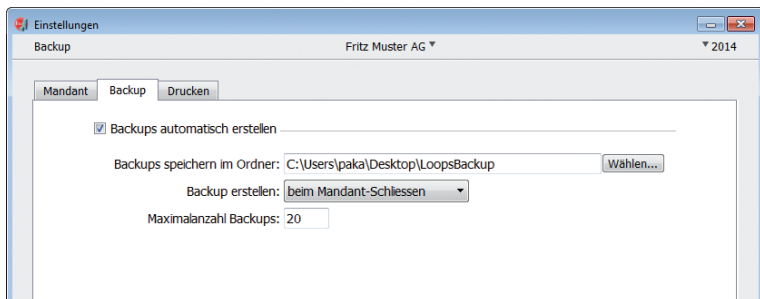 Einstellungen
Backup Fritz Muster AG 2014
Mandant Backup Drucken
Backups automatisch erstellen
Backups speichern im Ordner: C:\Users\paka\Desktop\LoopsBackup Wählen...
Backup erstellen: beim Mandant-Schliessen
Maximalanzahl Backups: 20